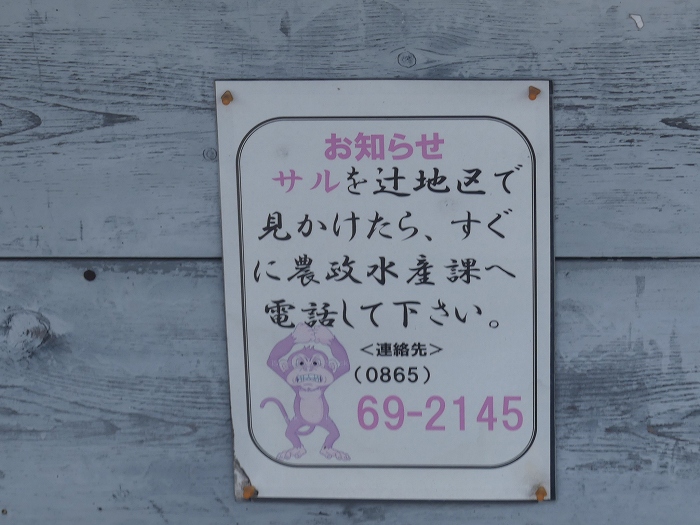 お知らせ
サルを辻地区で
見かけたら、すぐ
に農政水産課へ
電話して下さい。
＜連絡先＞
（0865）
69-2145